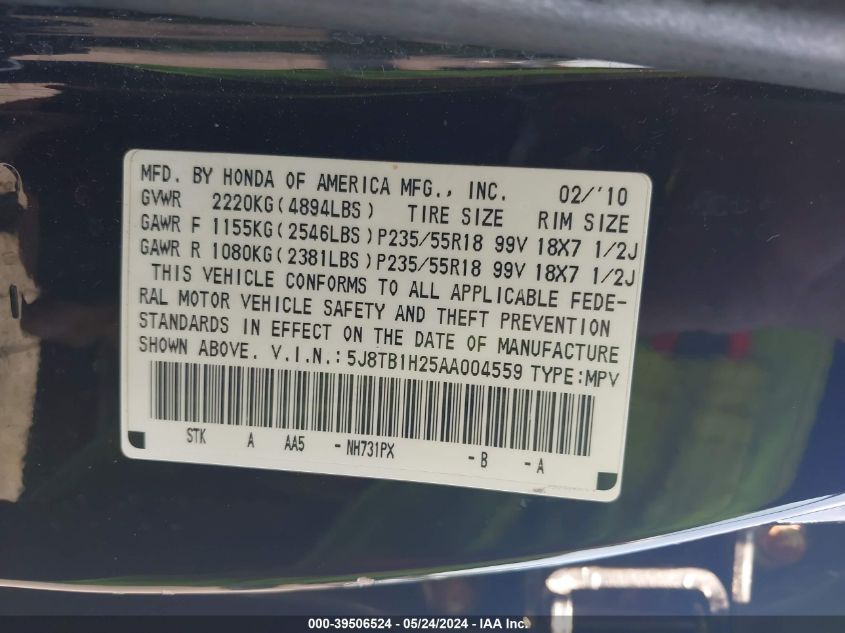 MFD. BY HONDA OF AMERICA MFG., INC. 02/'10
GVWR 2220KG(4894LBS) TIRE SIZE RIM SIZE
GAWR F 1155KG(2546LBS)P235/55R18 99V 18X7 1/2J
GAWR R 1080KG(2381LBS)P235/55R18 99V 18X7 1/2J
THIS VEHICLE CONFORMS TO ALL APPLICABLE FEDE-
RAL MOTOR VEHICLE SAFETY AND THEFT PREVENTION
STANDARDS IN EFFECT ON THE DATE OF MANUFACTURE
SHOWN ABOVE. V.I.N.:5J8TB1H25AA004559 TYPE:MPV
STK A AA5 -NH731PX -B -A
000-39506524 - 05/24/2024 - IAAI.com